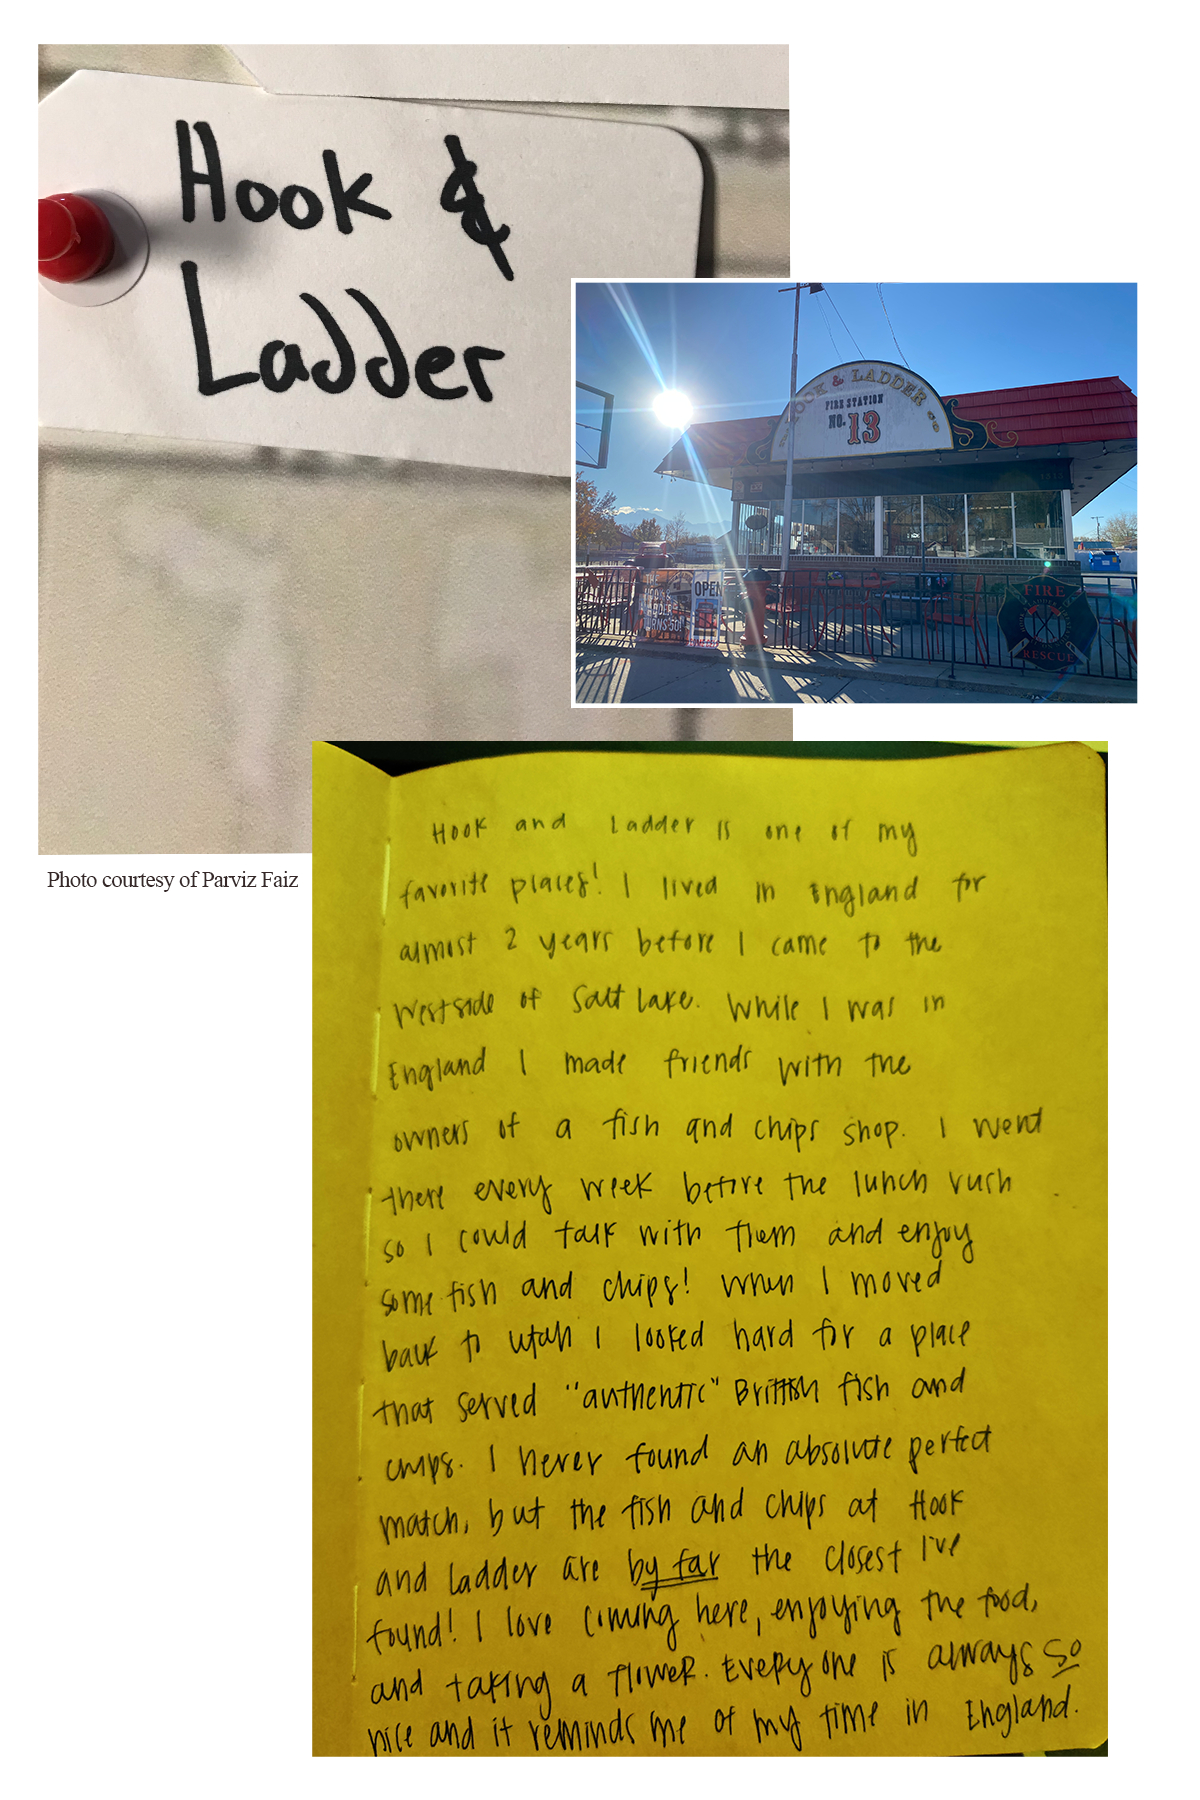 Hook &
Ladder
HOOK & LADDER CO
FIRE STATION
NO. 13
1313
OPEN
TURNS 50!
FIRE
RESCUE
Photo courtesy of Parviz Faiz
Hook and Ladder is one of my
favorite places! I lived in England for
almost 2 years before I came to the
Westside of Salt Lake. While I was in
England I made friends with the
owners of a fish and chips shop. I went
there every week before the lunch rush
so I could talk with them and enjoy
some fish and chips! When I moved
back to Utah I looked hard for a place
that served "authentic" Brittish fish and
chips. I never found an absolute perfect
match, but the fish and chips at Hook
and Ladder are by far the closest I've
found! I love coming here, enjoying the food,
and taking a flower. Everyone is always so
nice and it reminds me of my time in England.